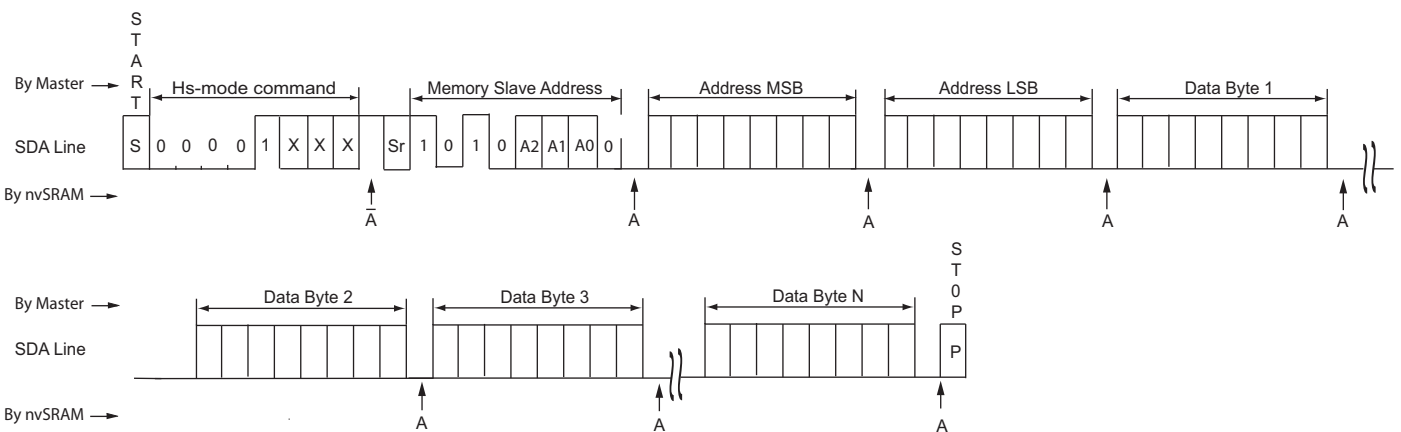 START
By Master
Hs-mode command
Memory Slave Address
Address MSB
Address LSB
Data Byte 1
SDA Line
S 0 0 0 0 1 X X X Sr 1 0 1 0 A2 A1 A0 0
By nvSRAM
A̅
A
A
A
A
STOP
By Master
Data Byte 2
Data Byte 3
Data Byte N
SDA Line
P
By nvSRAM
A
A
A